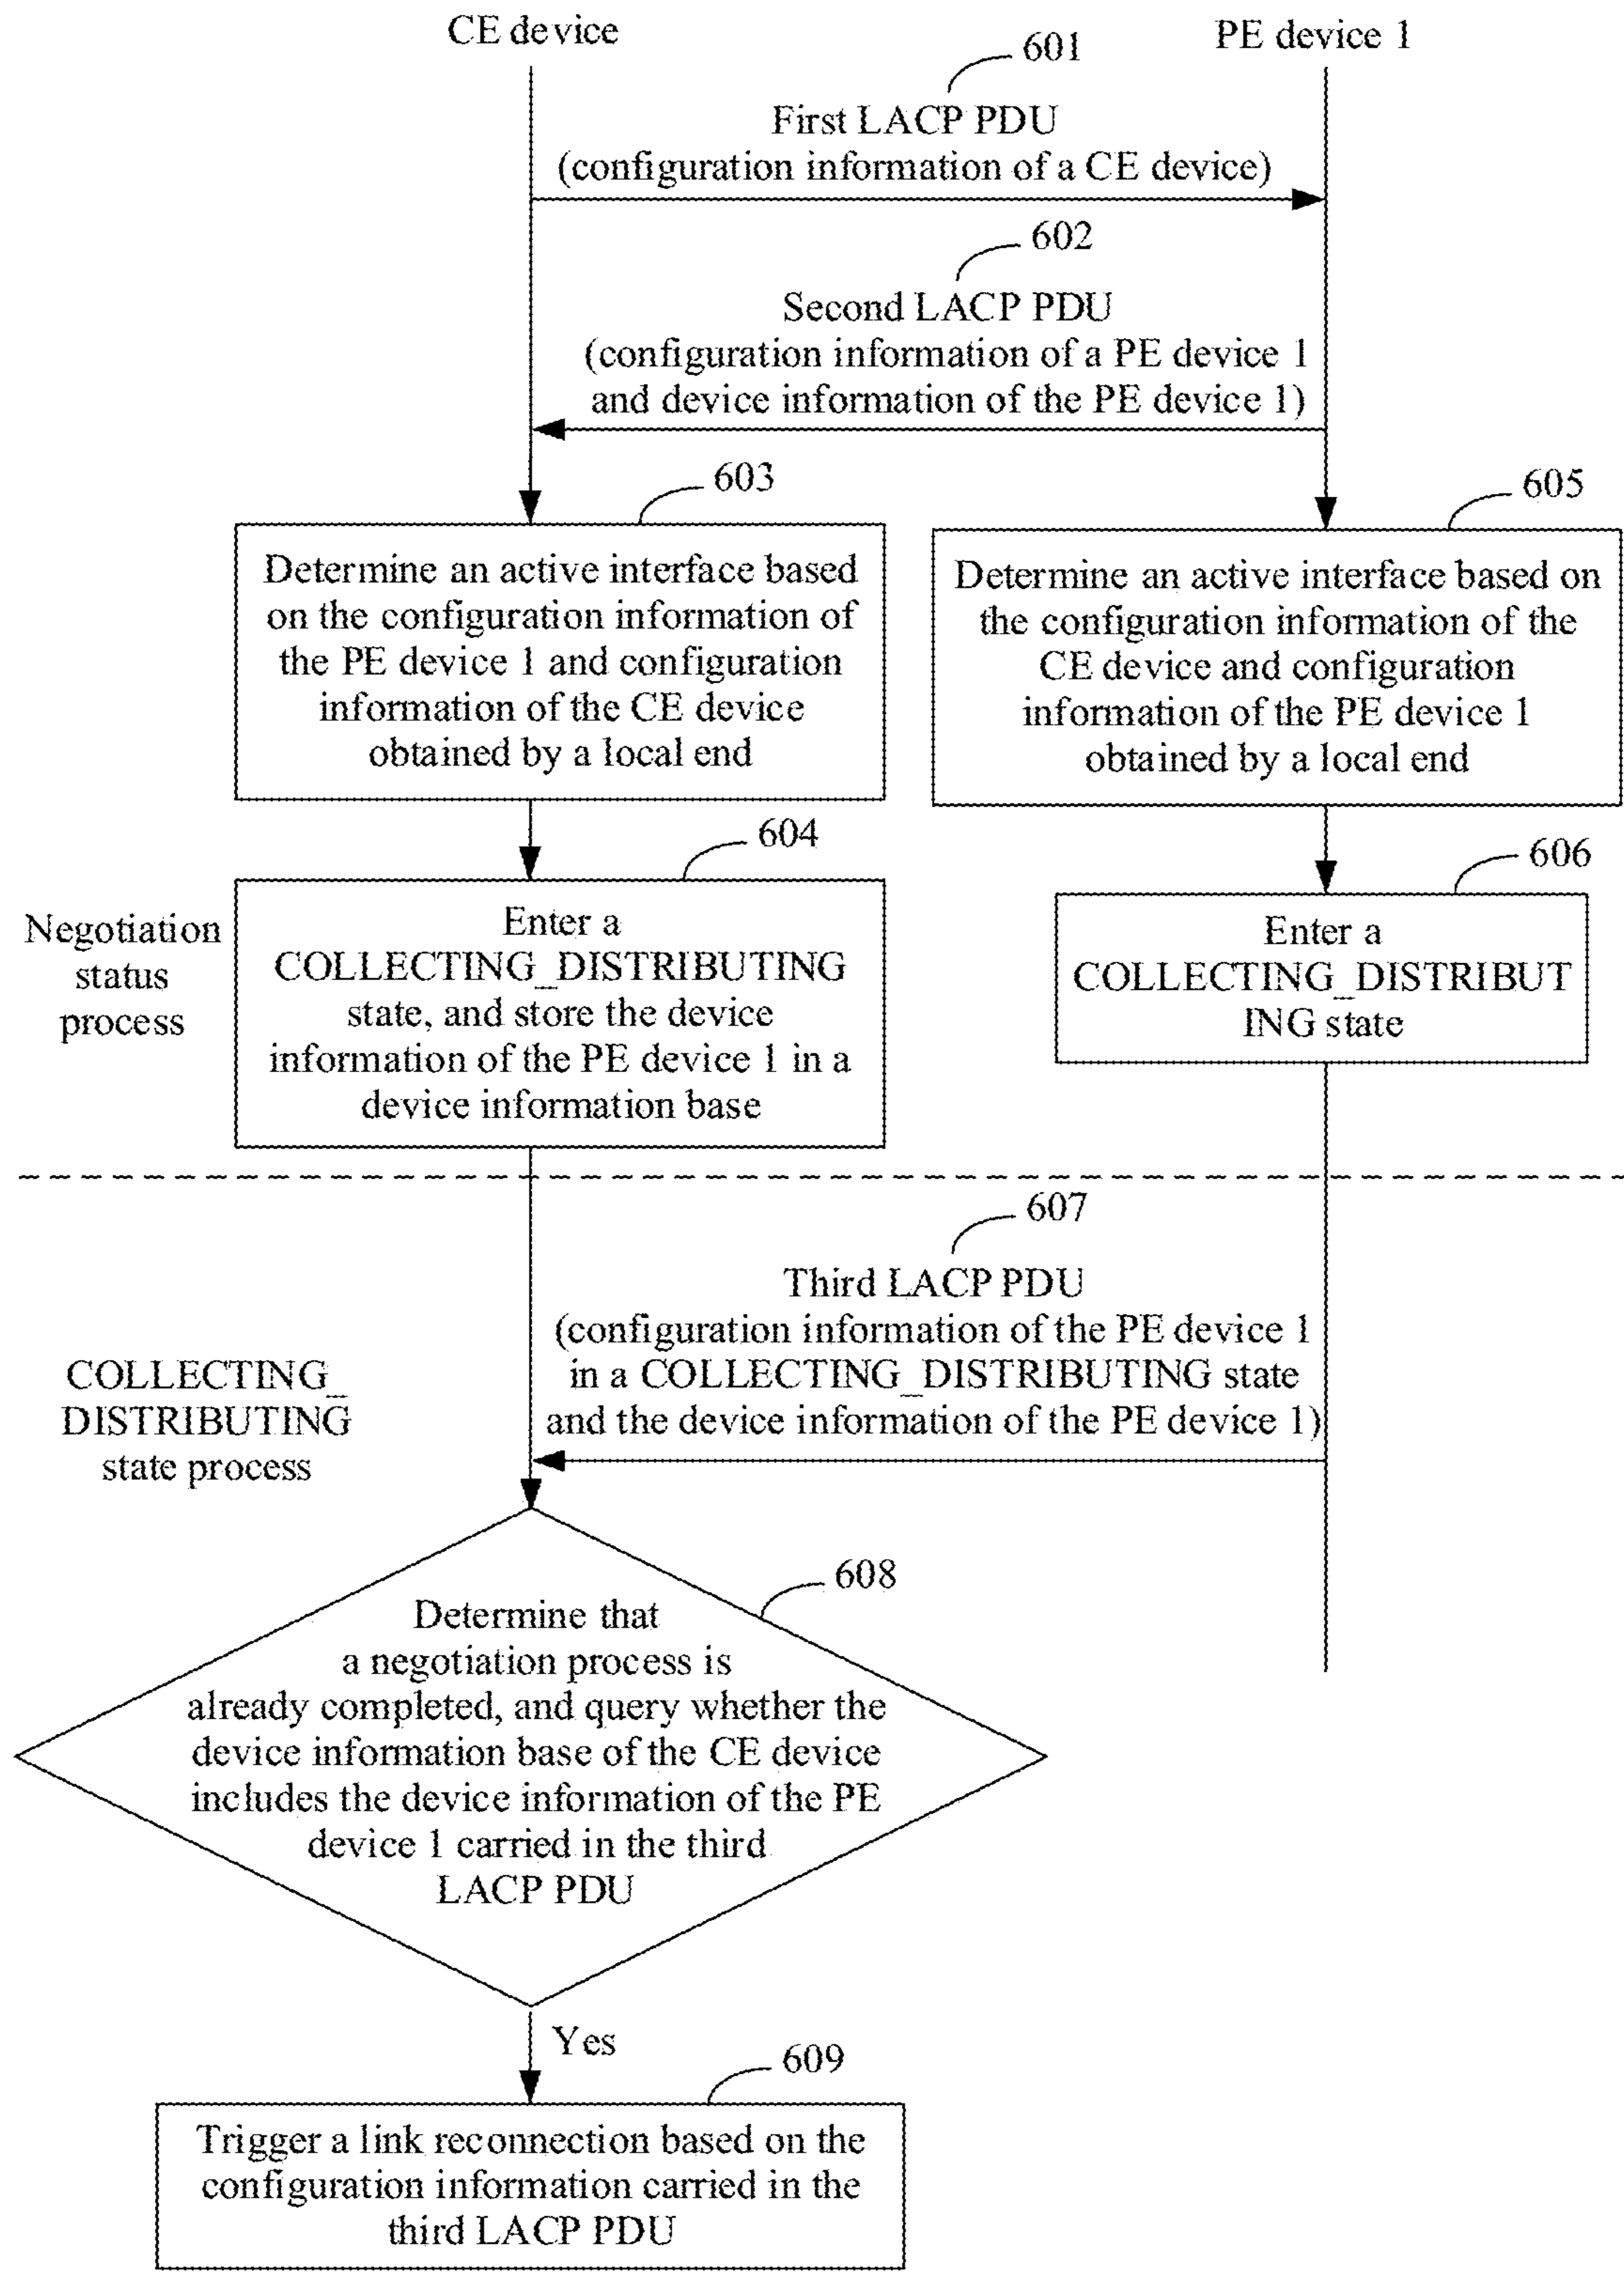 CE device
PE device 1
601
First LACP PDU
(configuration information of a CE device)
602
Second LACP PDU
(configuration information of a PE device 1
and device information of the PE device 1)
603
Determine an active interface based
on the configuration information of
the PE device 1 and configuration
information of the CE device
obtained by a local end
605
Determine an active interface based on
the configuration information of the
CE device and configuration
information of the PE device 1
obtained by a local end
Negotiation
status
process
604
Enter a
COLLECTING_DISTRIBUTING
state, and store the device
information of the PE device 1 in a
device information base
606
Enter a
COLLECTING_DISTRIBUT
ING state
607
Third LACP PDU
(configuration information of the PE device 1
in a COLLECTING_DISTRIBUTING state
and the device information of the PE device 1)
COLLECTING_
DISTRIBUTING
state process
608
Determine that
a negotiation process is
already completed, and query whether the
device information base of the CE device
includes the device information of the PE
device 1 carried in the third
LACP PDU
Yes
609
Trigger a link reconnection based on the
configuration information carried in the
third LACP PDU